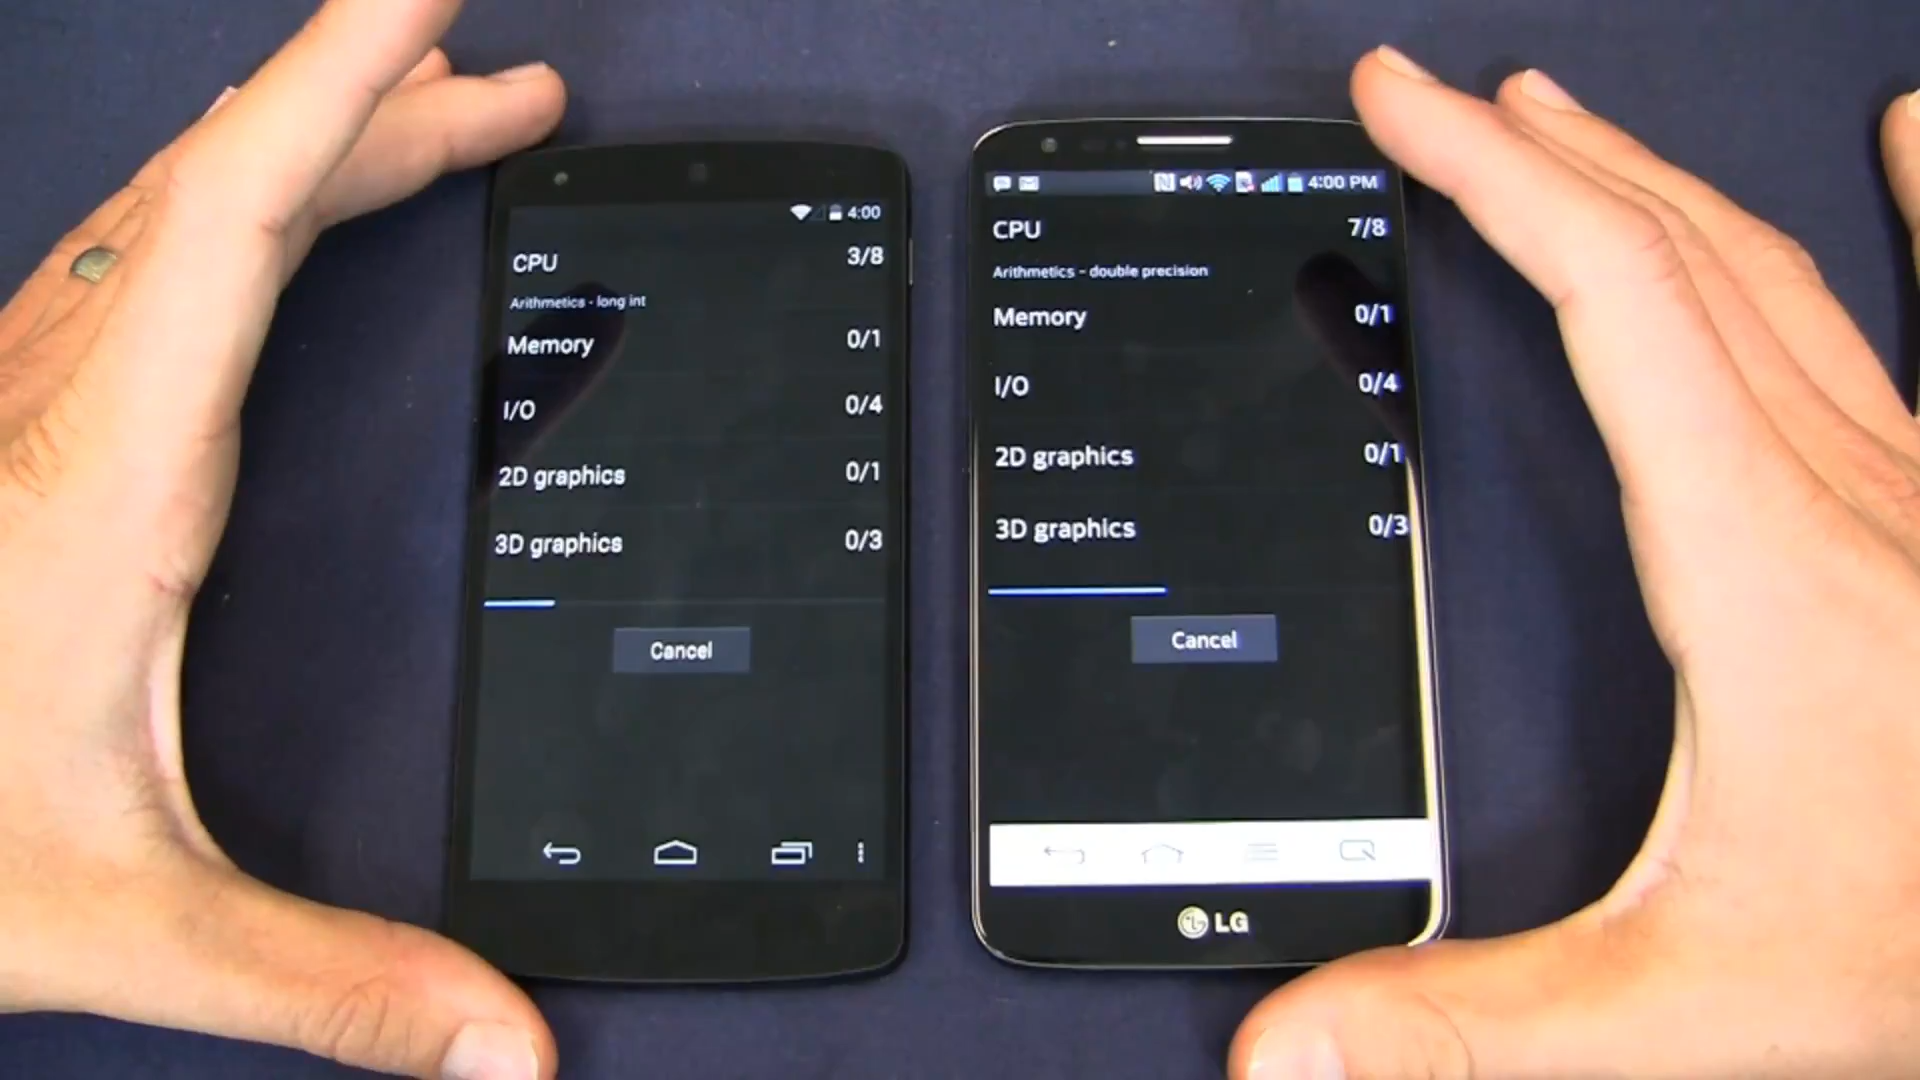 4:00
CPU 3/8
Arithmetics - long int
Memory 0/1
I/O 0/4
2D graphics 0/1
3D graphics 0/3
Cancel
4:00 PM
CPU 7/8
Arithmetics - double precision
Memory 0/1
I/O 0/4
2D graphics 0/1
3D graphics 0/3
Cancel
LG